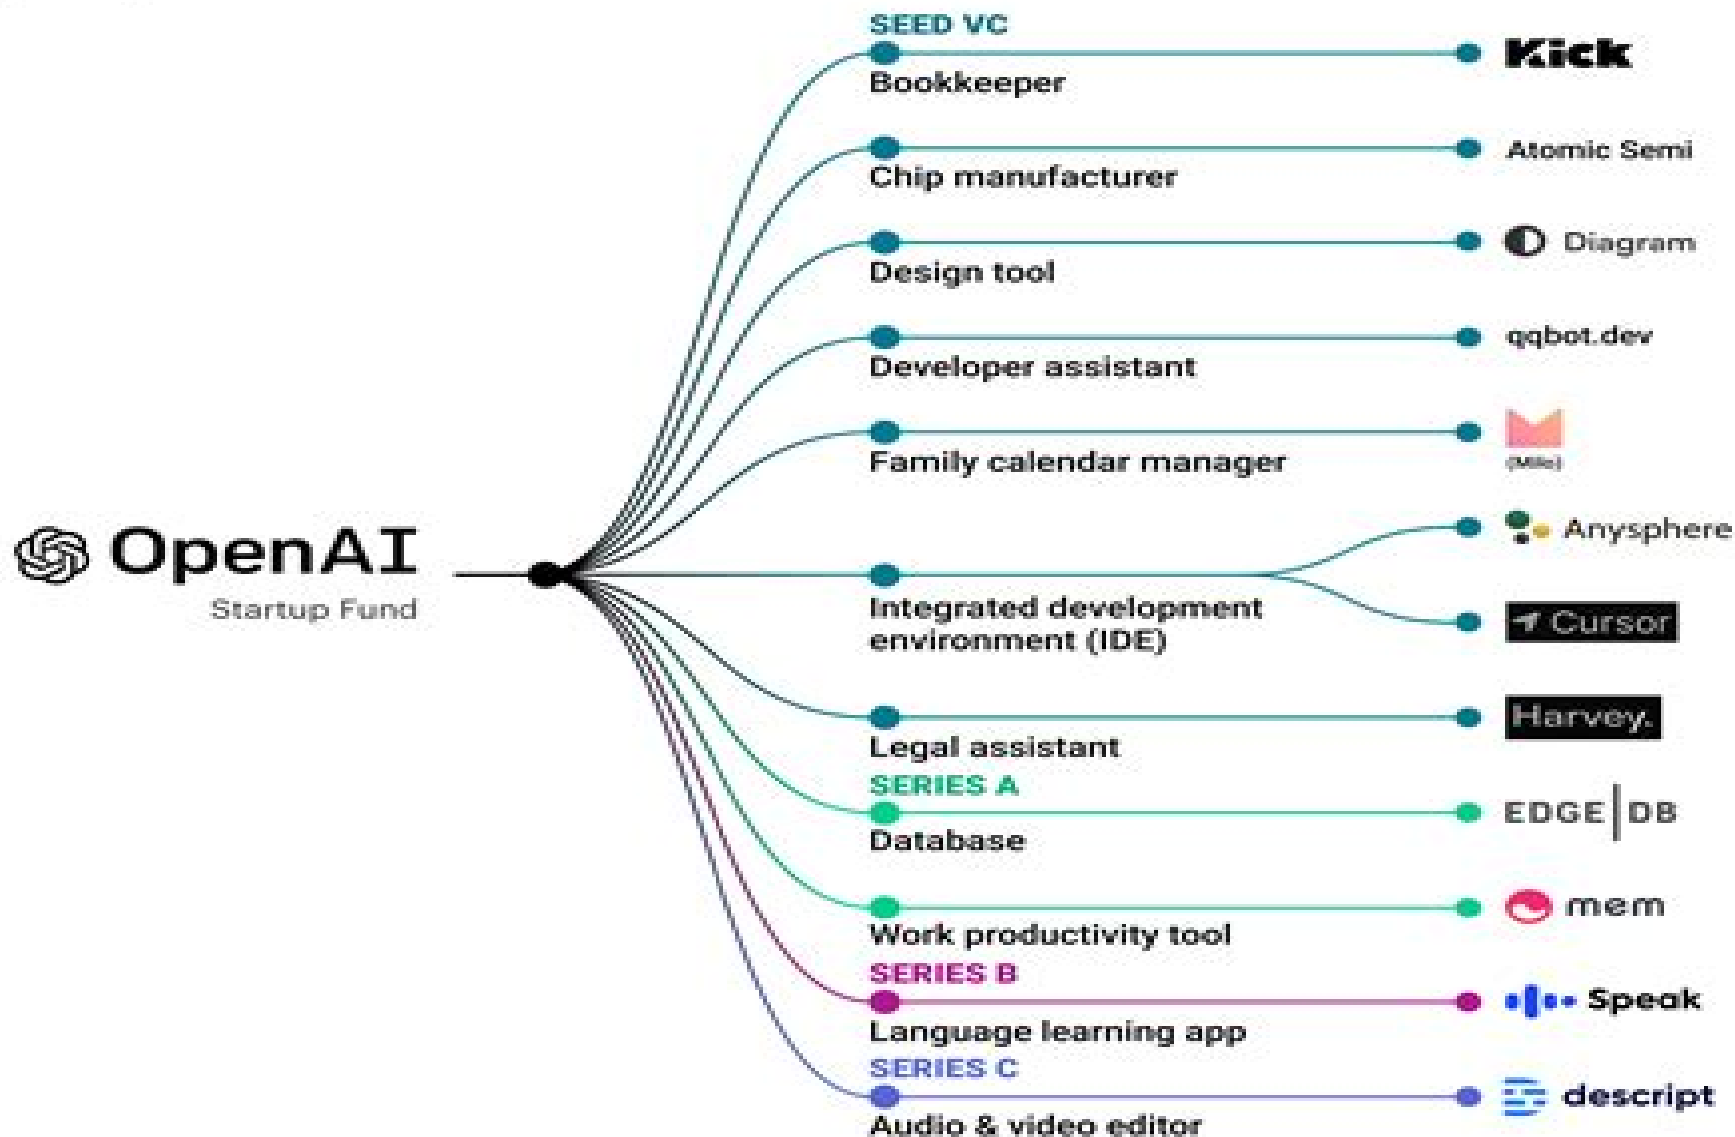 SEED VC
Bookkeeper
Kick
Chip manufacturer
Atomic Semi
Design tool
Diagram
Developer assistant
qqbot.dev
Family calendar manager
(Milo)
OpenAI
Startup Fund
Integrated development
environment (IDE)
Anysphere
Cursor
Legal assistant
Harvey.
SERIES A
Database
EDGE|DB
Work productivity tool
mem
SERIES B
Language learning app
Speak
SERIES C
Audio & video editor
descript